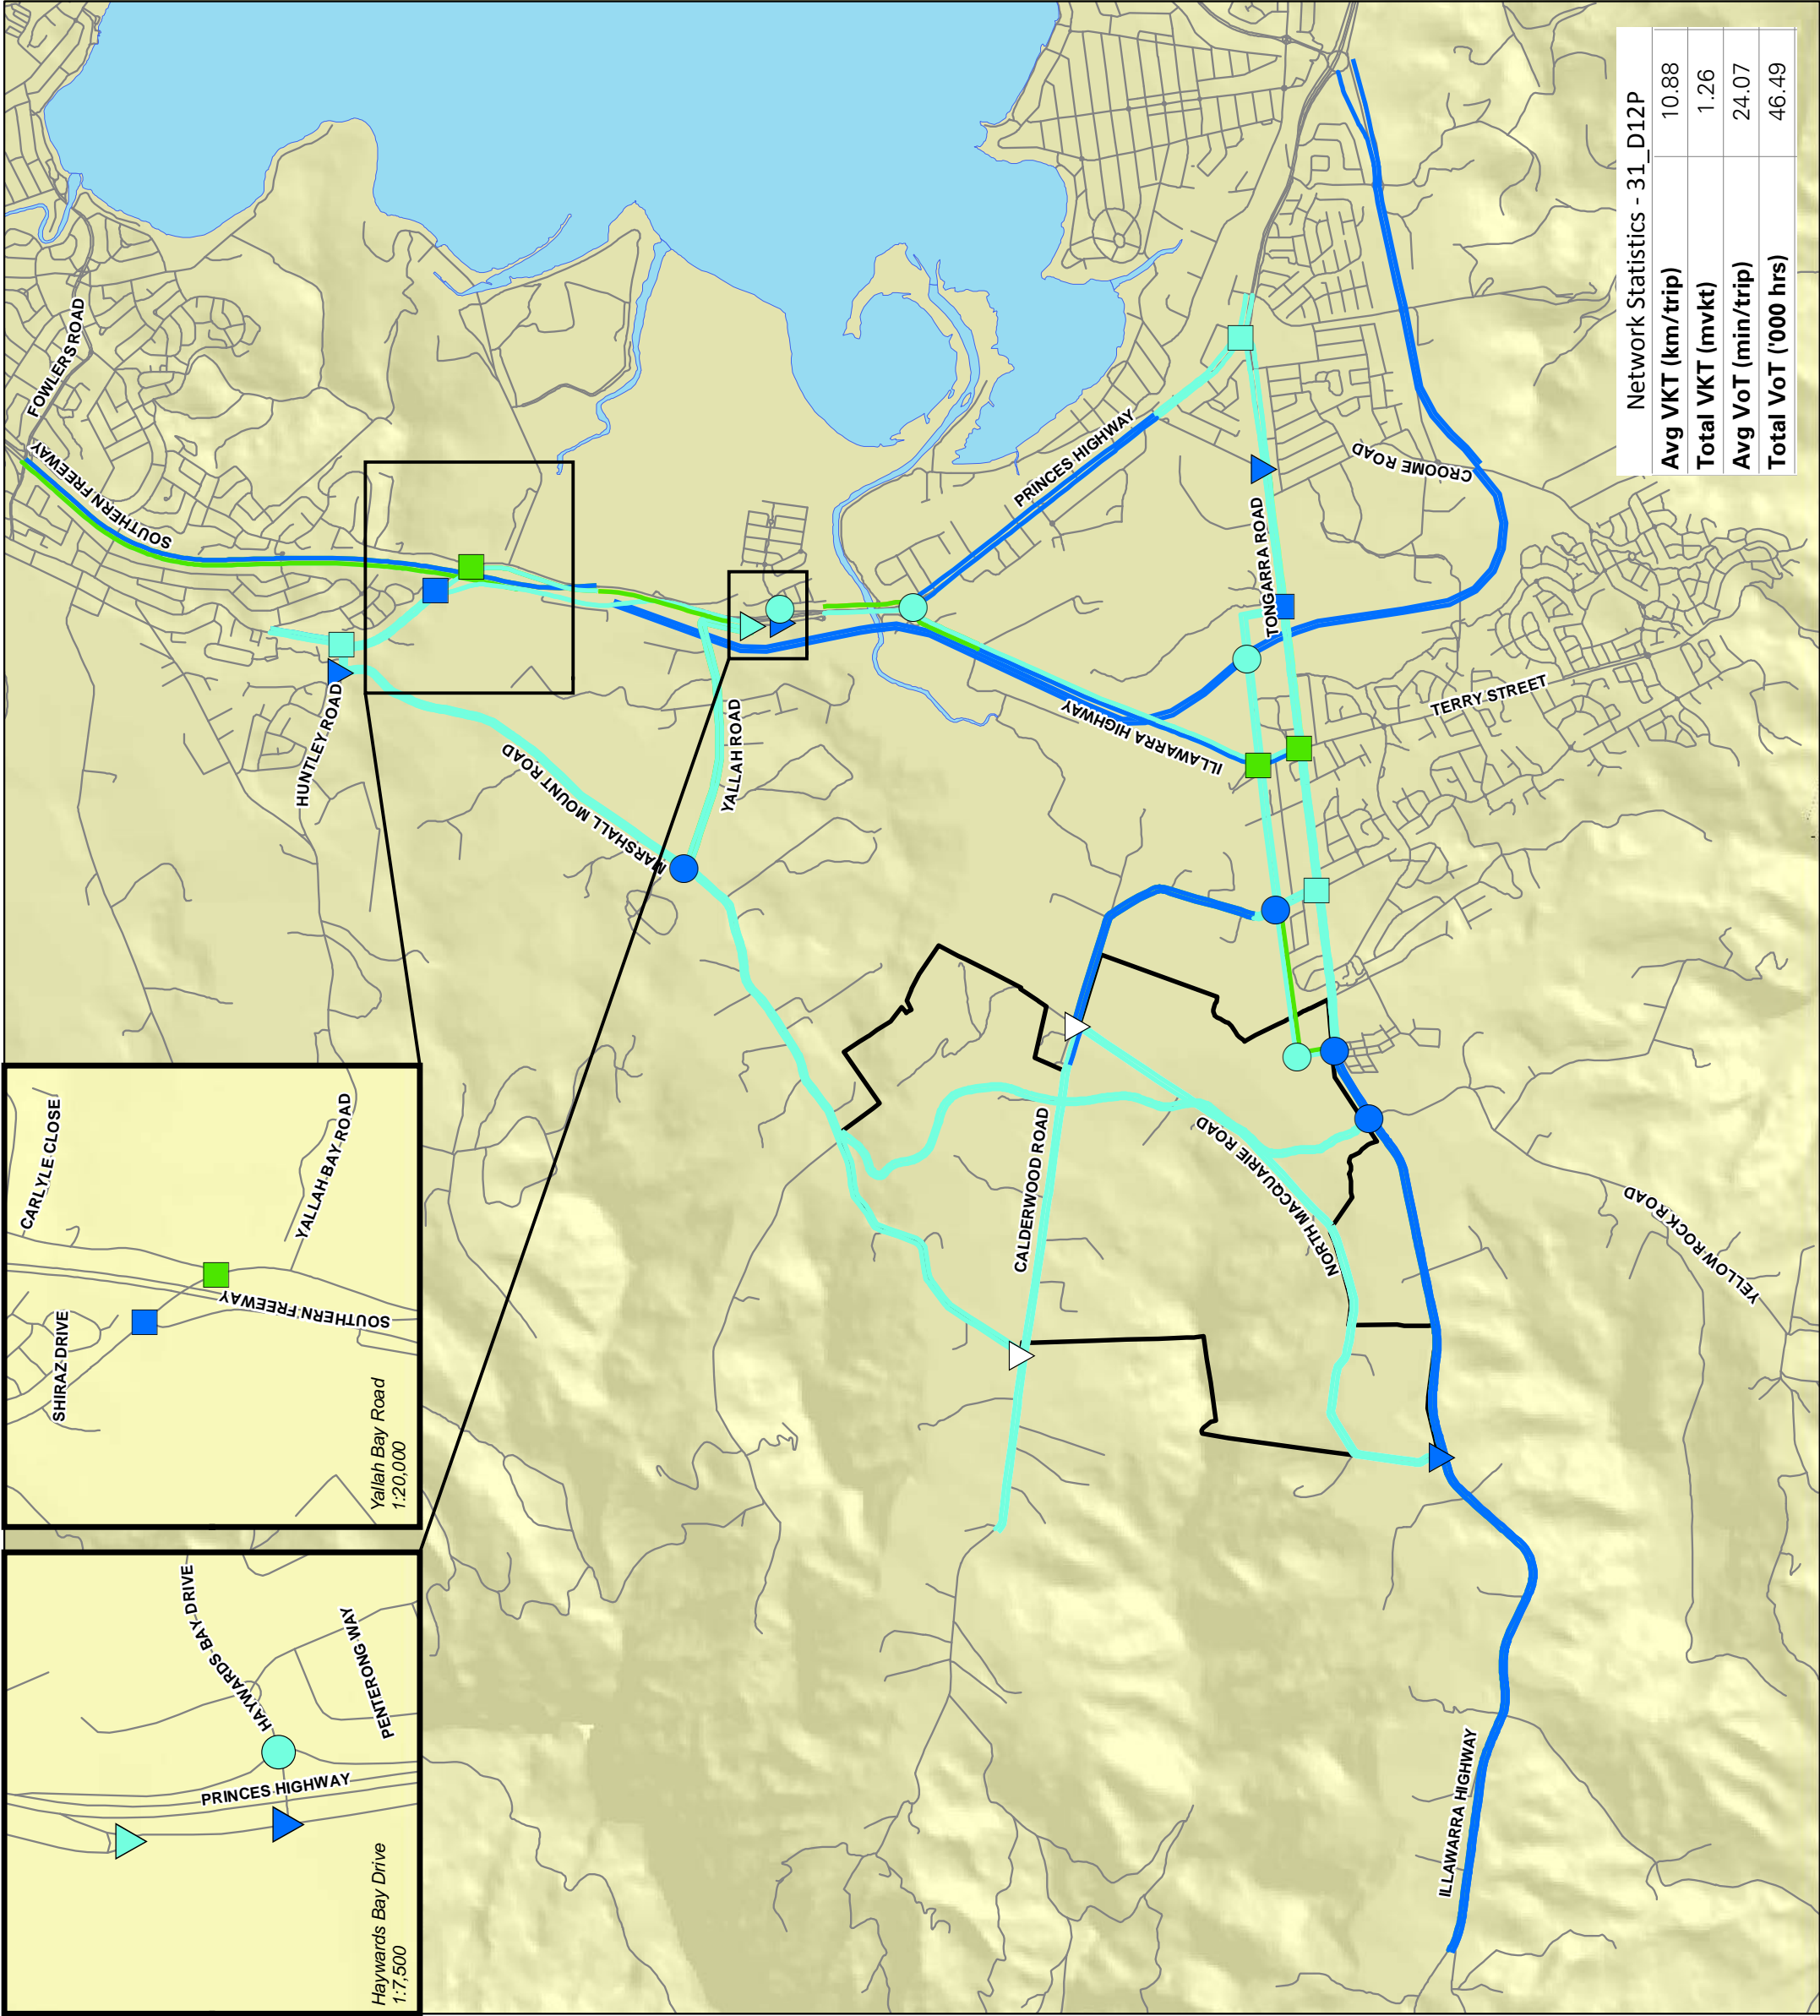 FOWLERS ROAD
SOUTHERN FREEWAY
HUNTLEY ROAD
MARSHALL MOUNT ROAD
YALLAH ROAD
PRINCES HIGHWAY
ILLAWARRA HIGHWAY
TONGARRA ROAD
CROOME ROAD
TERRY STREET
CALDERWOOD ROAD
NORTH MACQUARIE ROAD
YELLOW ROCK ROAD
ILLAWARRA HIGHWAY
CARLYLE CLOSE
YALLAH BAY ROAD
SHIRAZ DRIVE
SOUTHERN FREEWAY
Yallah Bay Road
1:20,000
HAYWARDS BAY DRIVE
PENTERONG WAY
PRINCES HIGHWAY
Haywards Bay Drive
1:7,500
Network Statistics - 31_D12P
Avg VKT (km/trip) 10.88
Total VKT (mvkt) 1.26
Avg VoT (min/trip) 24.07
Total VoT ('000 hrs) 46.49